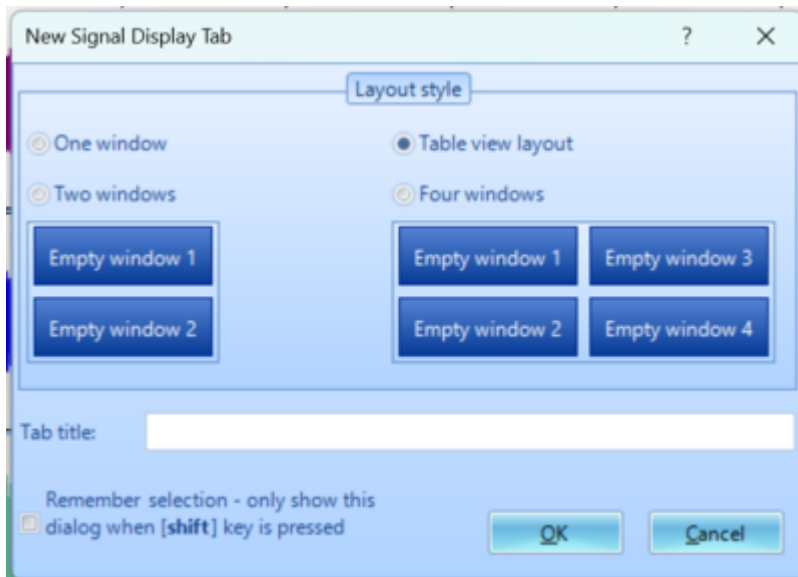 New Signal Display Tab
?
Layout style
One window
Table view layout
Two windows
Four windows
Empty window 1
Empty window 1
Empty window 3
Empty window 2
Empty window 2
Empty window 4
Tab title:
Remember selection - only show this
dialog when [shift] key is pressed
OK
Cancel